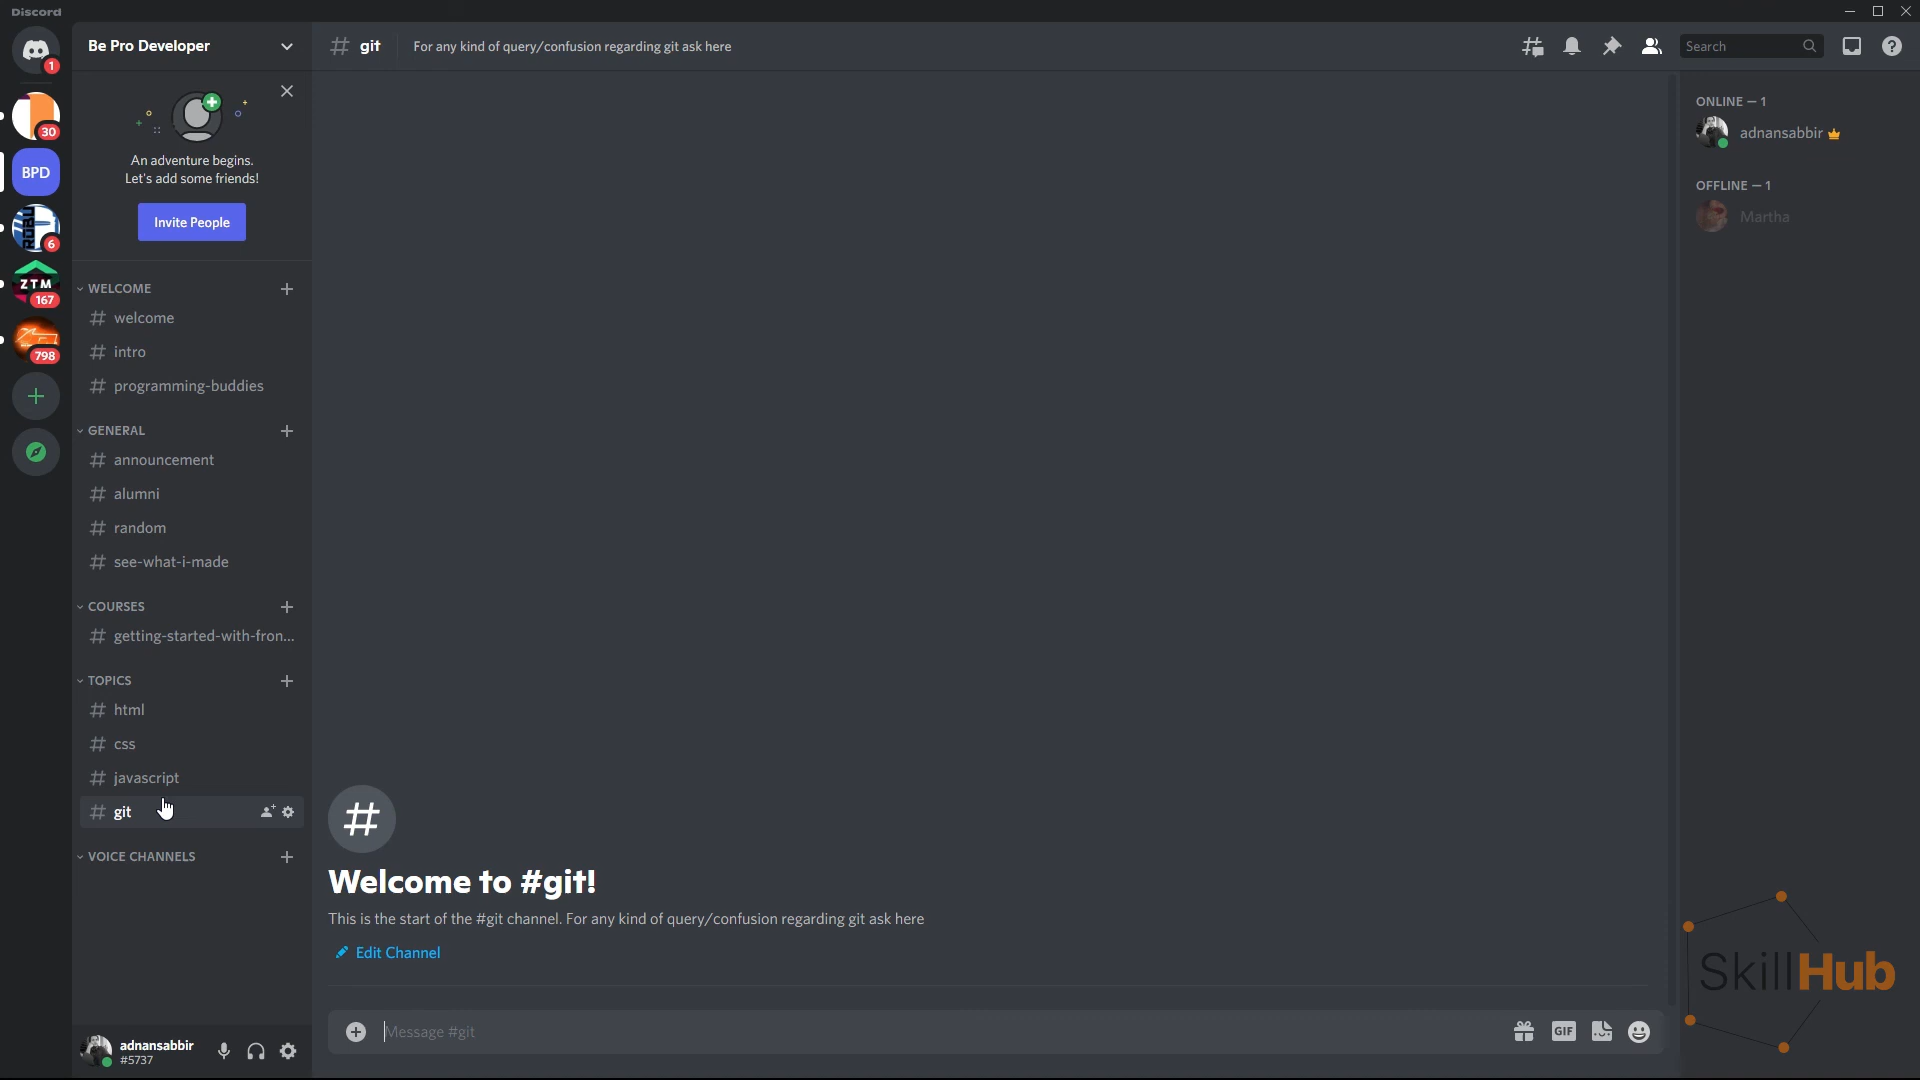 Discord
Be Pro Developer
git
For any kind of query/confusion regarding git ask here
Search
1
30
BPD
6
ZTM
167
798
An adventure begins.
Let's add some friends!
Invite People
WELCOME
welcome
intro
programming-buddies
GENERAL
announcement
alumni
random
see-what-i-made
COURSES
getting-started-with-fron...
TOPICS
html
css
javascript
git
VOICE CHANNELS
adnansabbir
#5737
Welcome to #git!
This is the start of the #git channel. For any kind of query/confusion regarding git ask here
Edit Channel
Message #git
GIF
ONLINE — 1
adnansabbir
OFFLINE — 1
Martha
SkillHub